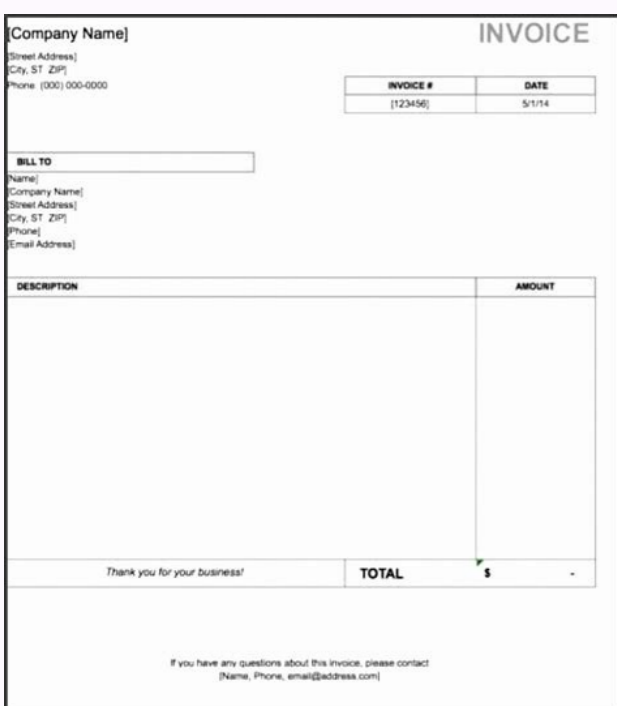 [Company Name]
INVOICE
[Street Address]
[City, ST ZIP]
Phone (000) 000-0000
INVOICE # DATE
[123456] 5/1/14
BILL TO
[Name]
[Company Name]
[Street Address]
[City, ST ZIP]
[Phone]
[Email Address]
DESCRIPTION AMOUNT
Thank you for your business! TOTAL $ -
If you have any questions about this invoice, please contact
[Name, Phone, email@address.com]